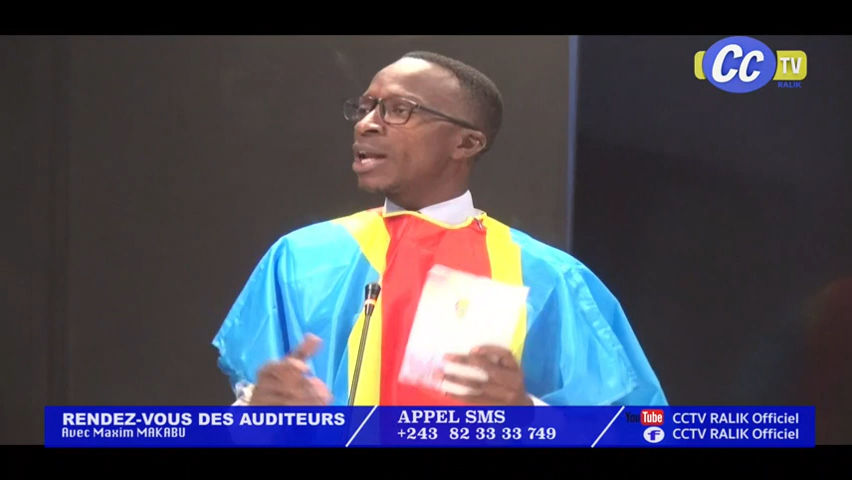 CC TV
RALIK
RENDEZ-VOUS DES AUDITEURS
Avec Maxim MAKABU
APPEL SMS
+243 82 33 33 749
YouTube CCTV RALIK Officiel
f CCTV RALIK Officiel